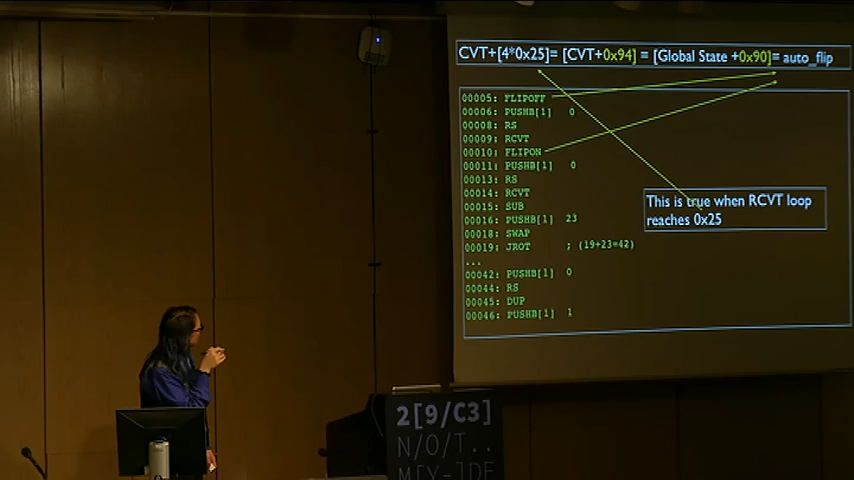 CVT+[4*0x25]= [CVT+0x94] = [Global State +0x90]= auto_flip
00005: FLIPOFF
00006: PUSHB[1] 0
00008: RS
00009: RCVT
00010: FLIPON
00011: PUSHB[1] 0
00013: RS
00014: RCVT
00015: SUB
00016: PUSHB[1] 23
00018: SWAP
00019: JROT ; (19+23=42)
...
00042: PUSHB[1] 0
00044: RS
00045: DUP
00046: PUSHB[1] 1
This is true when RCVT loop
reaches 0x25
2[9/C3]
N/O/T..
M[Y-]DE